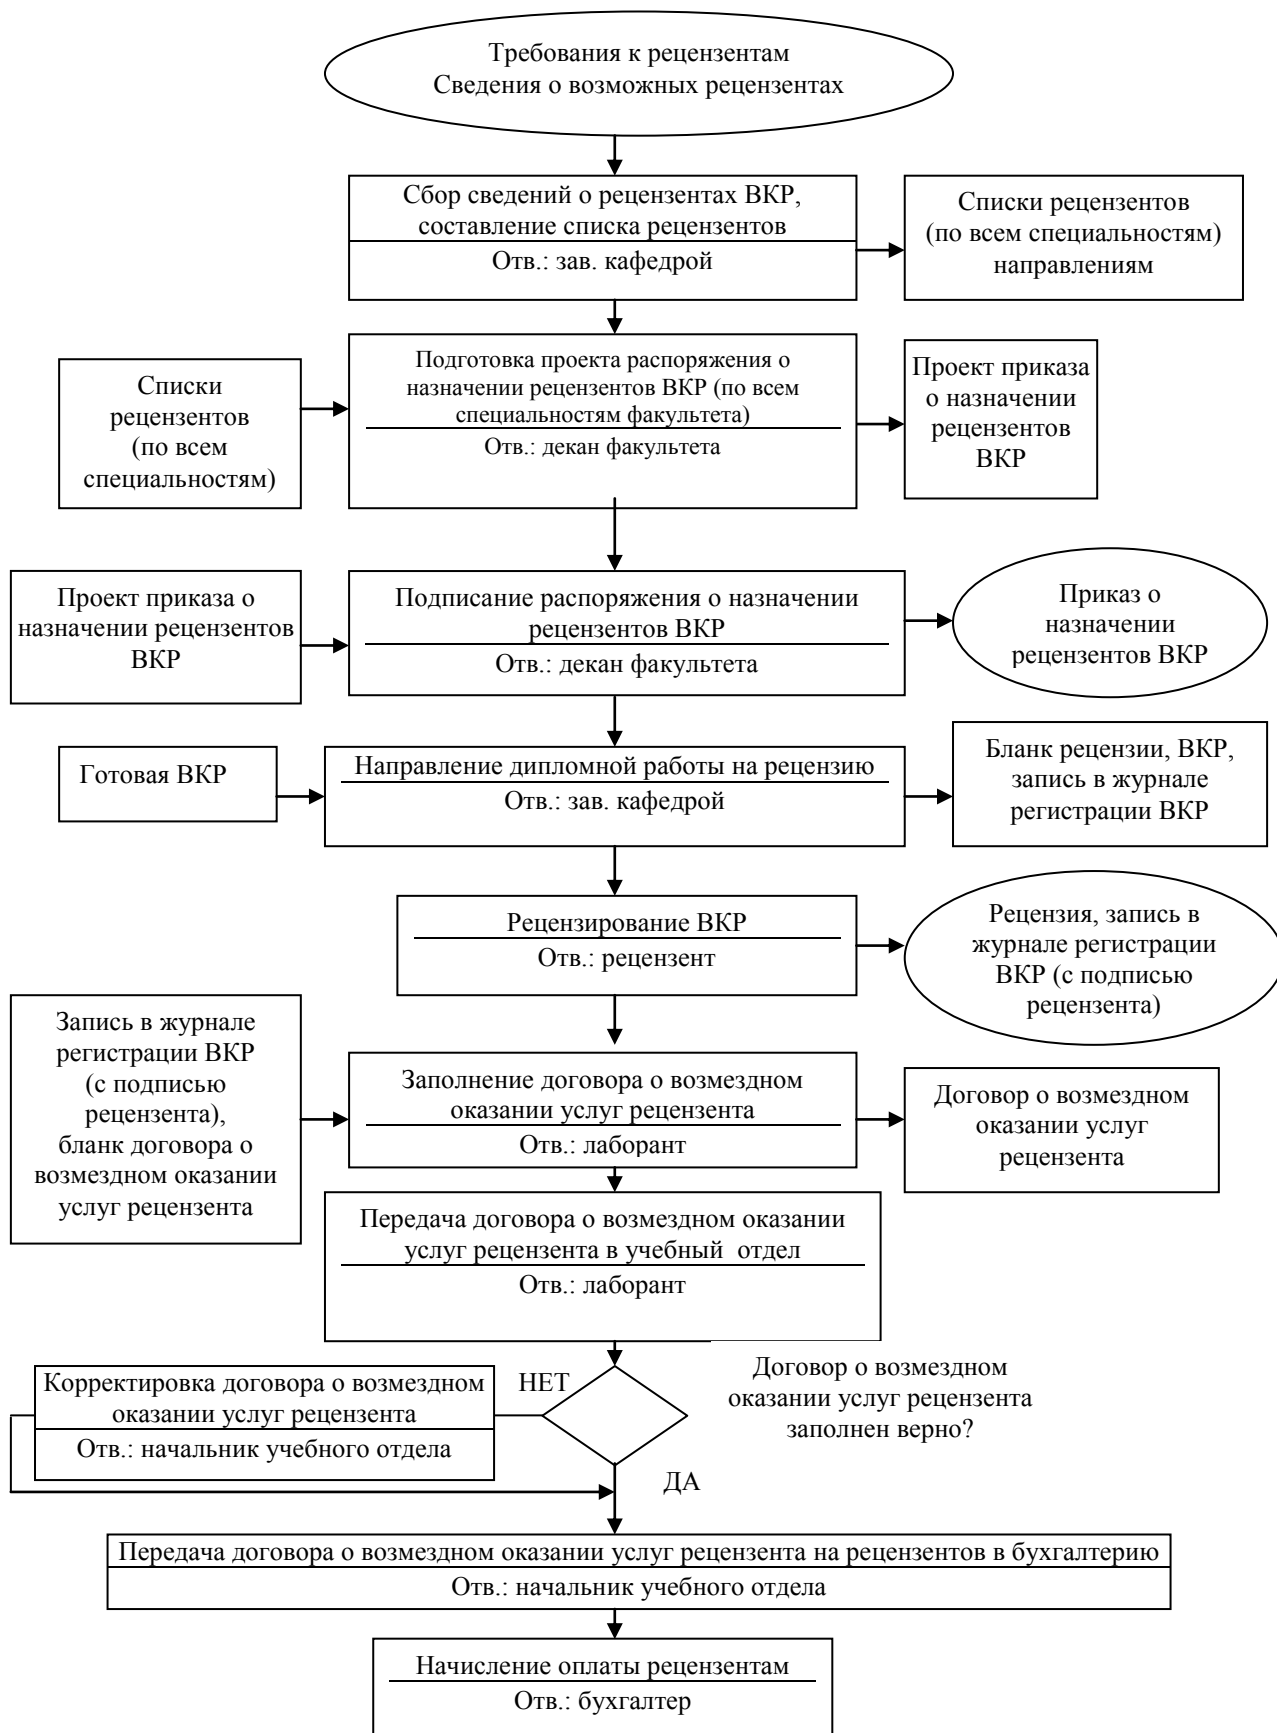 Требования к рецензентам
Сведения о возможных рецензентах
Сбор сведений о рецензентах ВКР,
составление списка рецензентов
Отв.: зав. кафедрой
Списки рецензентов
(по всем специальностям)
направлениям
Списки
рецензентов
(по всем
специальностям)
Подготовка проекта распоряжения о
назначении рецензентов ВКР (по всем
специальностям факультета)
Отв.: декан факультета
Проект приказа
о назначении
рецензентов
ВКР
Проект приказа о
назначении рецензентов
ВКР
Подписание распоряжения о назначении
рецензентов ВКР
Отв.: декан факультета
Приказ о
назначении
рецензентов ВКР
Готовая ВКР
Направление дипломной работы на рецензию
Отв.: зав. кафедрой
Бланк рецензии, ВКР,
запись в журнале
регистрации ВКР
Рецензирование ВКР
Отв.: рецензент
Рецензия, запись в
журнале регистрации
ВКР (с подписью
рецензента)
Запись в журнале
регистрации ВКР
(с подписью
рецензента),
бланк договора о
возмездном оказании
услуг рецензента
Заполнение договора о возмездном
оказании услуг рецензента
Отв.: лаборант
Договор о возмездном
оказании услуг
рецензента
Передача договора о возмездном оказании
услуг рецензента в учебный отдел
Отв.: лаборант
Корректировка договора о возмездном
оказании услуг рецензента
Отв.: начальник учебного отдела
НЕТ
Договор о возмездном
оказании услуг рецензента
заполнен верно?
ДА
Передача договора о возмездном оказании услуг рецензента на рецензентов в бухгалтерию
Отв.: начальник учебного отдела
Начисление оплаты рецензентам
Отв.: бухгалтер